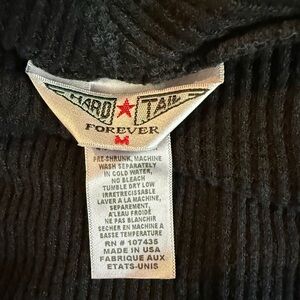 HARD ★ TAIL
FOREVER
M
PRE-SHRUNK, MACHINE
WASH SEPARATELY
IN COLD WATER,
NO BLEACH
TUMBLE DRY LOW
IRRETRECISSABLE
LAVER A LA MACHINE,
SEPAREMENT,
A'LEAU FROIDE
NE PAS BLANCHIR
SECHER EN MACHINE A
BASSE TEMPERATURE
RN # 107435
MADE IN USA
FABRIQUE AUX
ETATS-UNIS